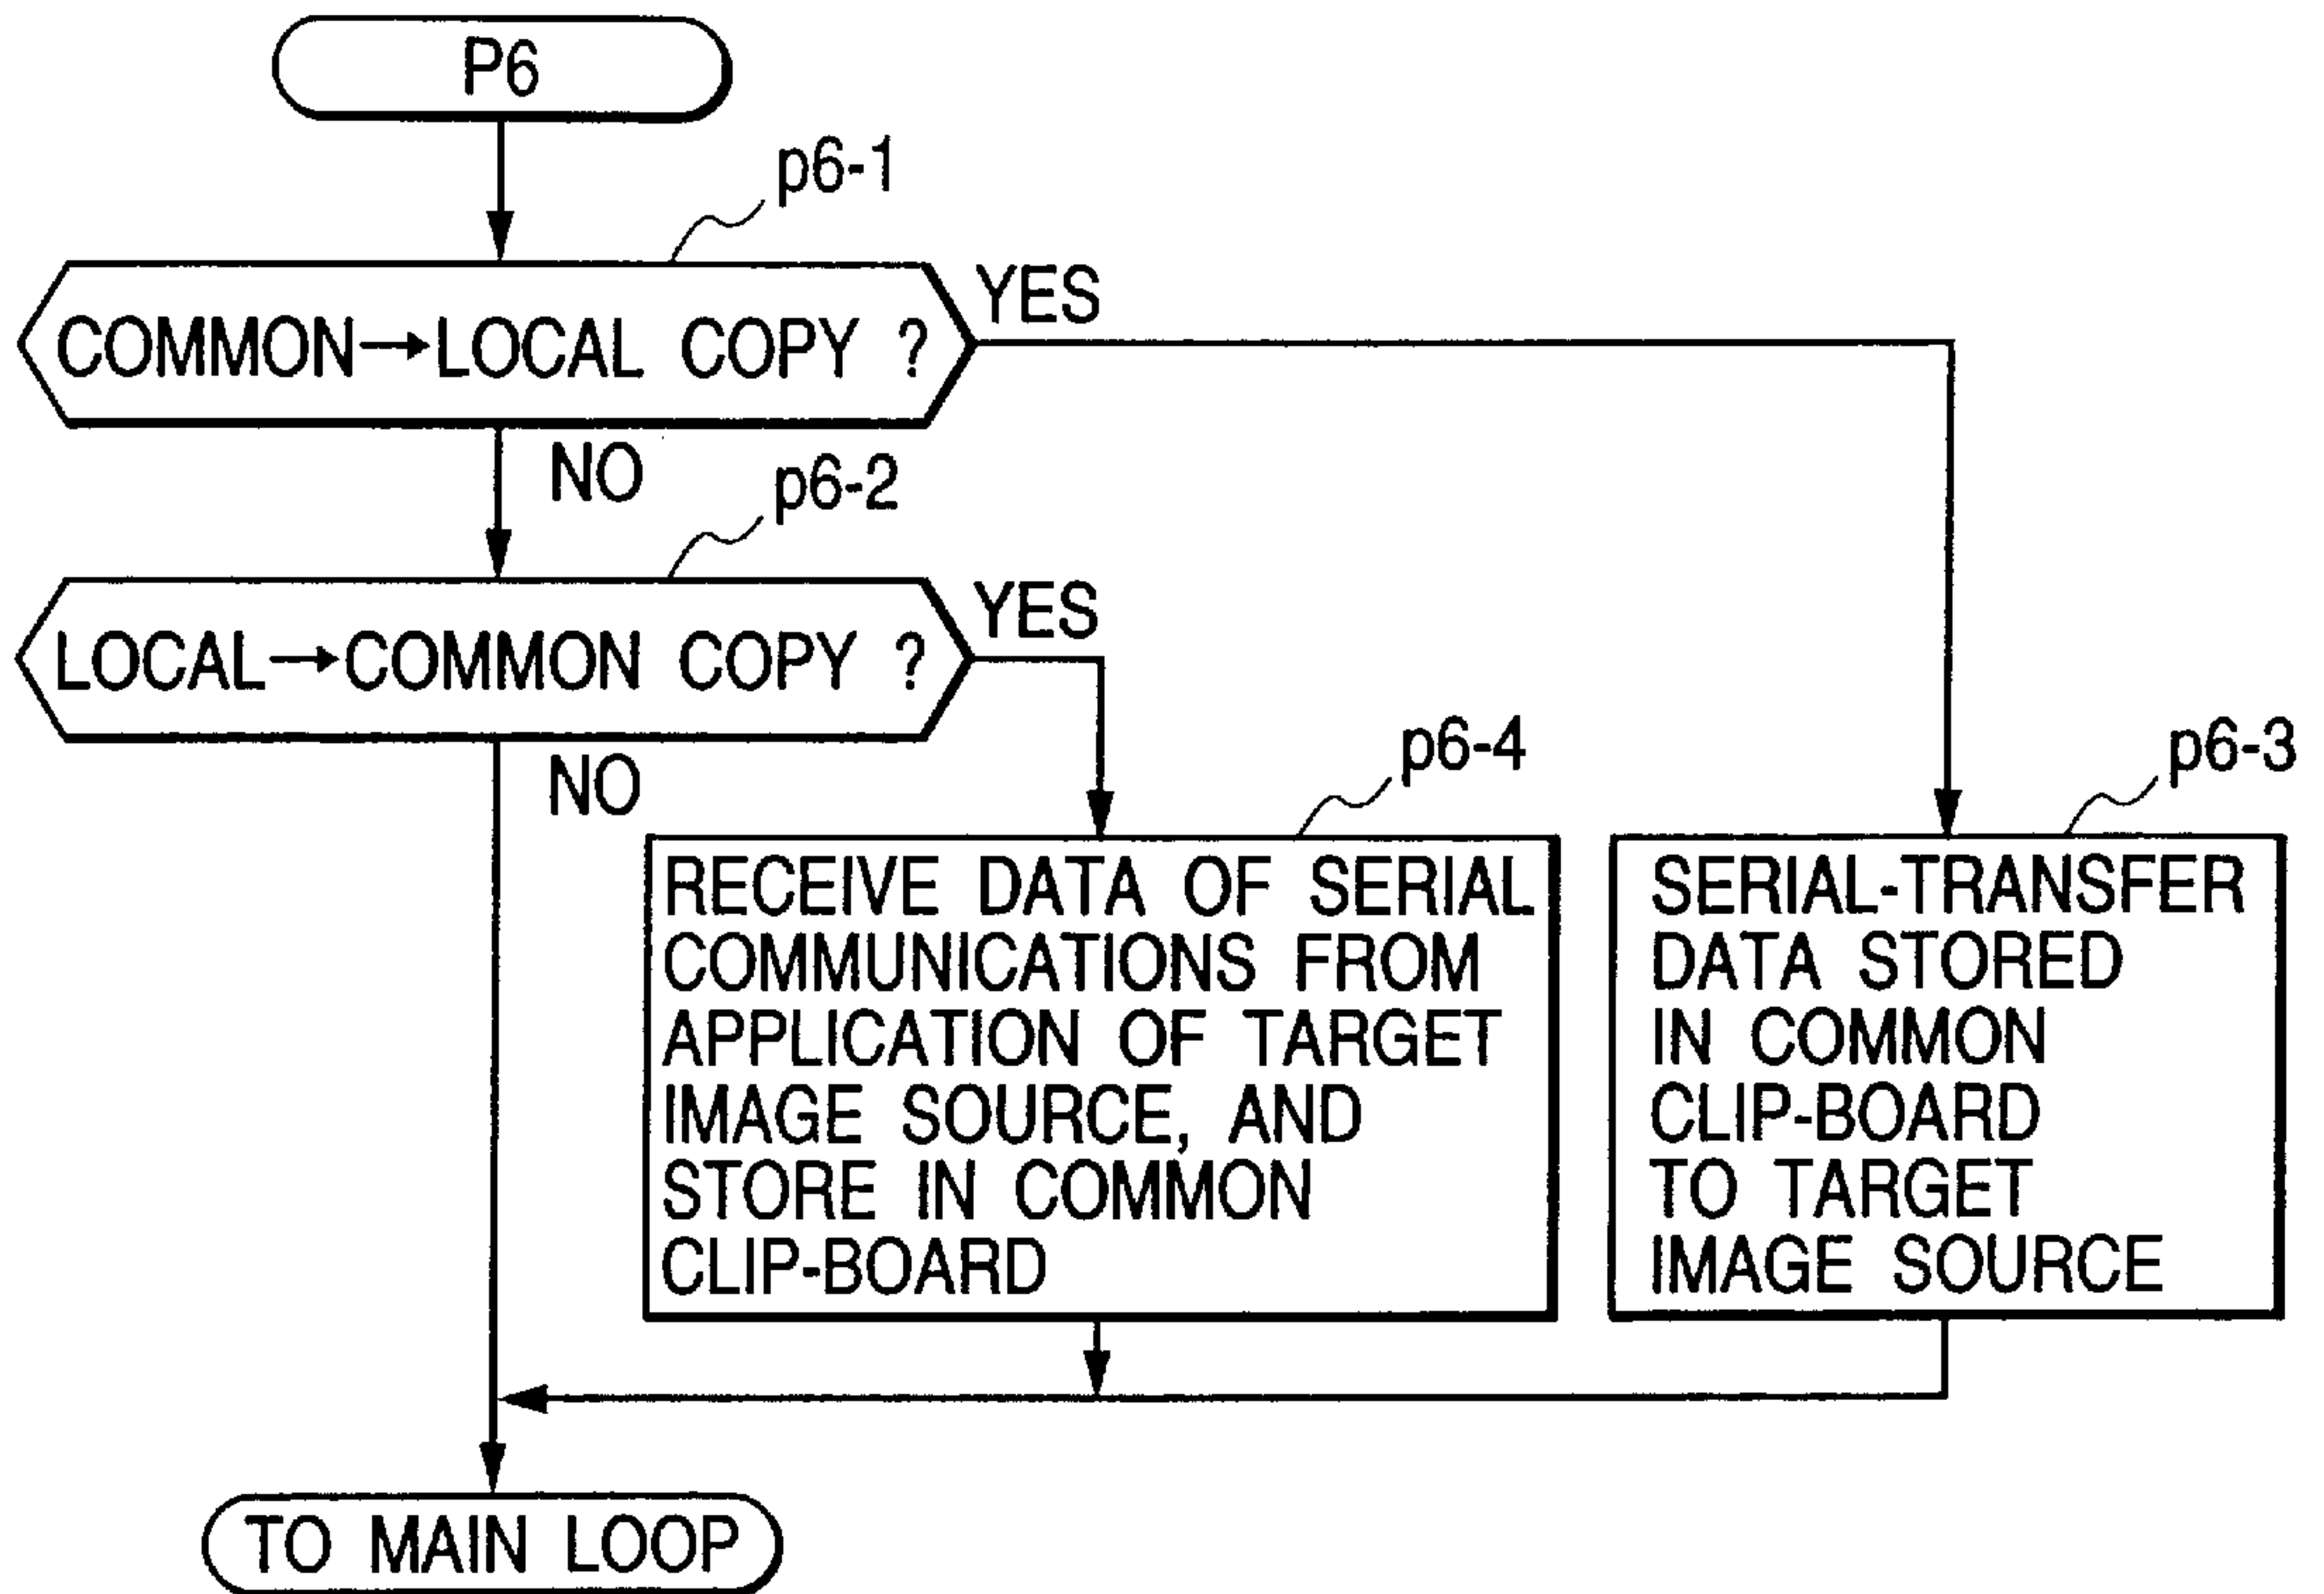 P6
p6-1
COMMON→LOCAL COPY ?
YES
NO
p6-2
LOCAL→COMMON COPY ?
YES
NO
p6-4
RECEIVE DATA OF SERIAL
COMMUNICATIONS FROM
APPLICATION OF TARGET
IMAGE SOURCE, AND
STORE IN COMMON
CLIP-BOARD
p6-3
SERIAL-TRANSFER
DATA STORED
IN COMMON
CLIP-BOARD
TO TARGET
IMAGE SOURCE
TO MAIN LOOP